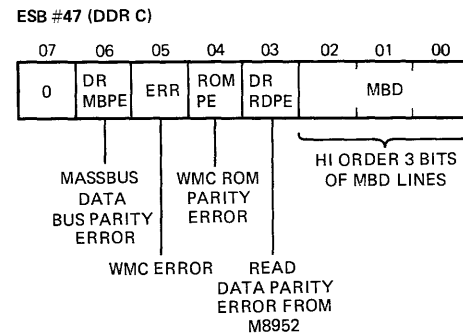 ESB #47 (DDR C)
07 06 05 04 03 02 01 00
0 DR MBPE ERR ROM PE DR RDPE MBD
HI ORDER 3 BITS
OF MBD LINES
MASSBUS
DATA
BUS PARITY
ERROR
WMC ROM
PARITY
ERROR
WMC ERROR
READ
DATA PARITY
ERROR FROM
M8952